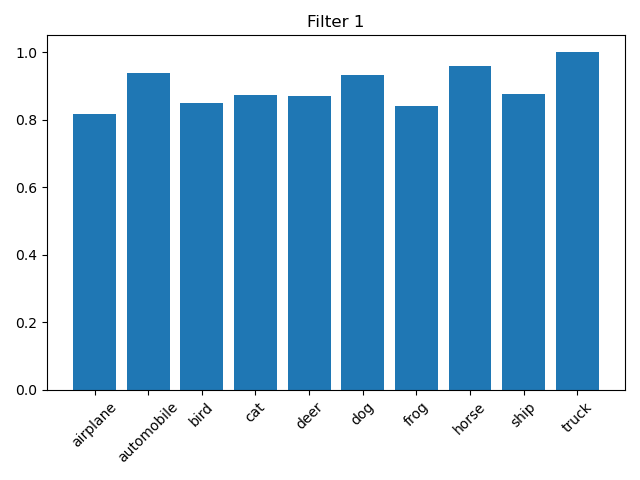 Filter 1
1.0
0.8
0.6
0.4
0.2
0.0
airplane
automobile
bird
cat
deer
dog
frog
horse
ship
truck